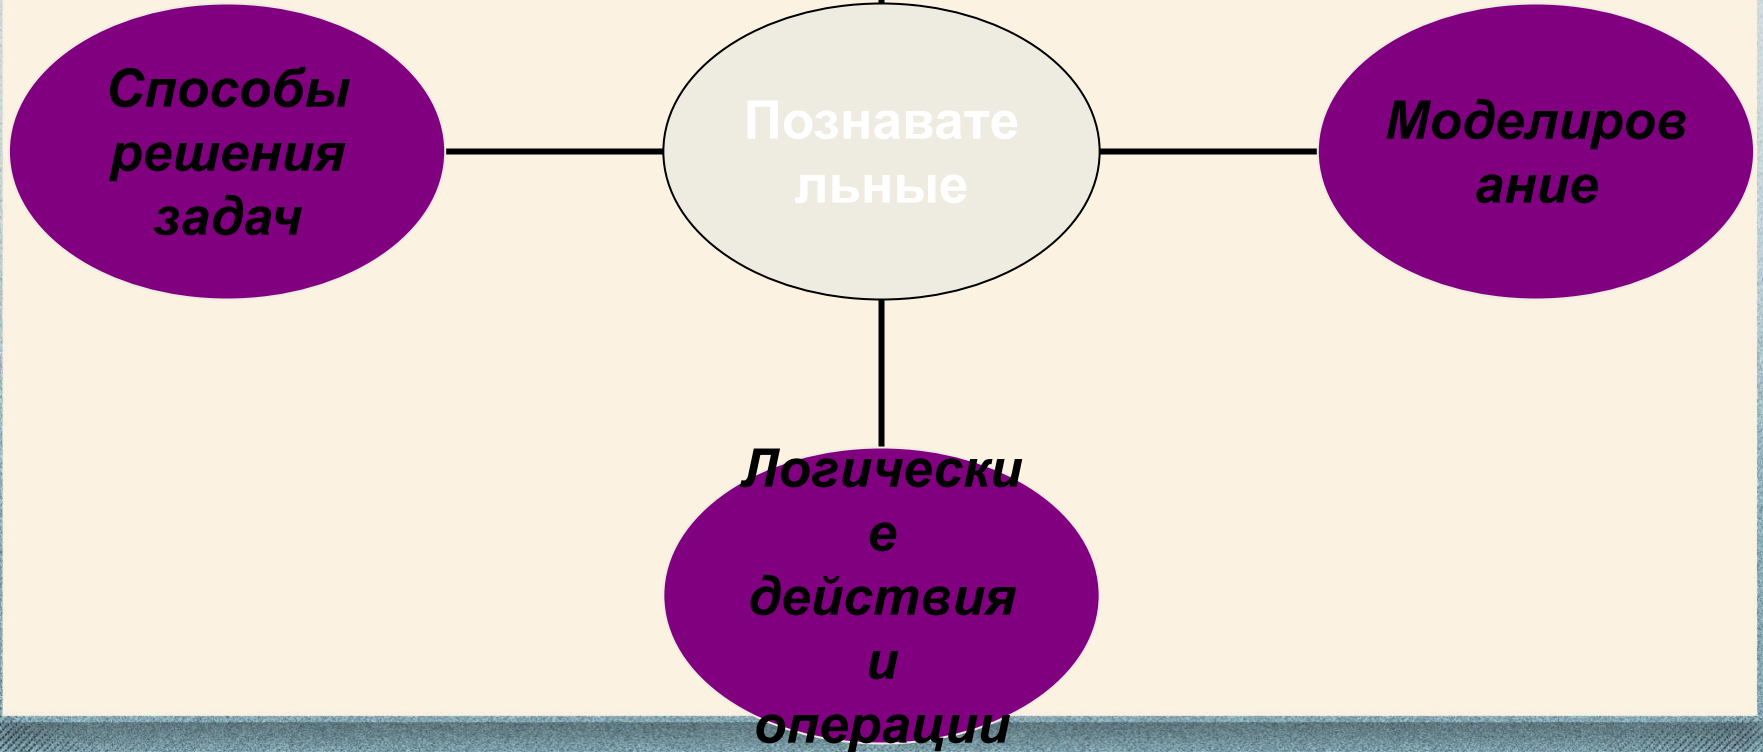 Способы
решения
задач
Познавате
льные
Моделиров
ание
Логически
е
действия
и
операции